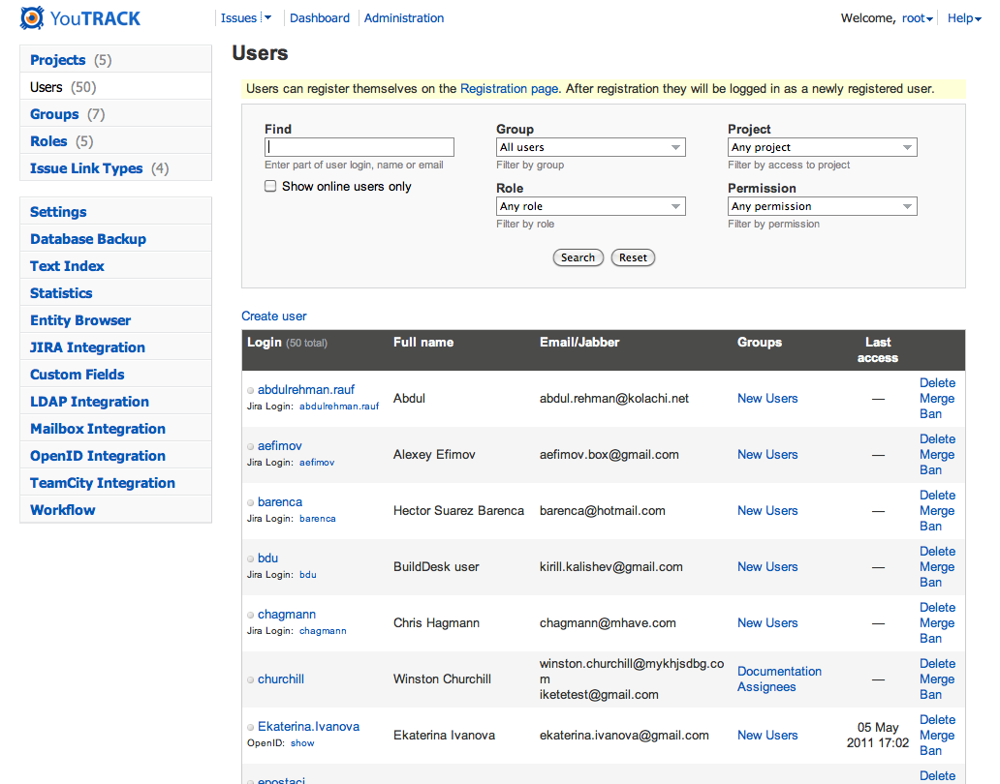 YouTRACK
Issues Dashboard Administration
Welcome, root Help
Projects (5)
Users (50)
Groups (7)
Roles (5)
Issue Link Types (4)
Settings
Database Backup
Text Index
Statistics
Entity Browser
JIRA Integration
Custom Fields
LDAP Integration
Mailbox Integration
OpenID Integration
TeamCity Integration
Workflow
Users
Users can register themselves on the Registration page. After registration they will be logged in as a newly registered user.
Find
Enter part of user login, name or email
Show online users only
Group
All users
Filter by group
Role
Any role
Filter by role
Project
Any project
Filter by access to project
Permission
Any permission
Filter by permission
Search Reset
Create user
Login (50 total) Full name Email/Jabber Groups Last access
abdulrehman.rauf
Jira Login: abdulrehman.rauf
Abdul
abdul.rehman@kolachi.net
New Users
—
Delete
Merge
Ban
aefimov
Jira Login: aefimov
Alexey Efimov
aefimov.box@gmail.com
New Users
—
Delete
Merge
Ban
barenca
Jira Login: barenca
Hector Suarez Barenca
barenca@hotmail.com
New Users
—
Delete
Merge
Ban
bdu
Jira Login: bdu
BuildDesk user
kirill.kalishev@gmail.com
New Users
—
Delete
Merge
Ban
chagmann
Jira Login: chagmann
Chris Hagmann
chagmann@mhave.com
New Users
—
Delete
Merge
Ban
churchill
Winston Churchill
winston.churchill@mykhjsdbg.co
m
iketetest@gmail.com
Documentation
Assignees
—
Delete
Merge
Ban
Ekaterina.Ivanova
OpenID: show
Ekaterina Ivanova
ekaterina.ivanova@gmail.com
New Users
05 May
2011 17:02
Delete
Merge
Ban
epostaci
Delete